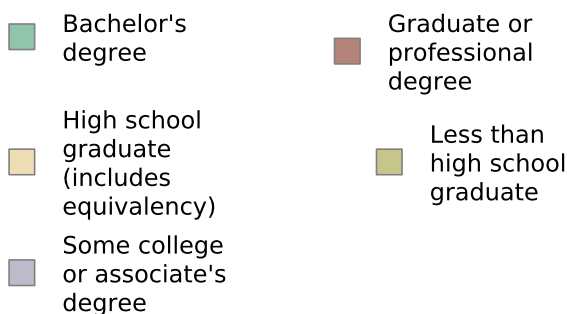 Bachelor's
degree
Graduate or
professional
degree
High school
graduate
(includes
equivalency)
Less than
high school
graduate
Some college
or associate's
degree